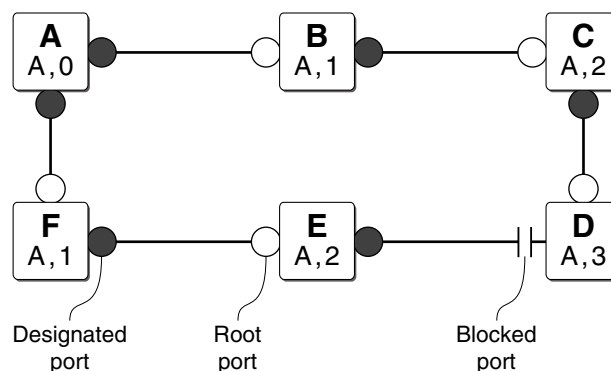 A
A,0
B
A,1
C
A,2
F
A,1
E
A,2
D
A,3
Designated
port
Root
port
Blocked
port